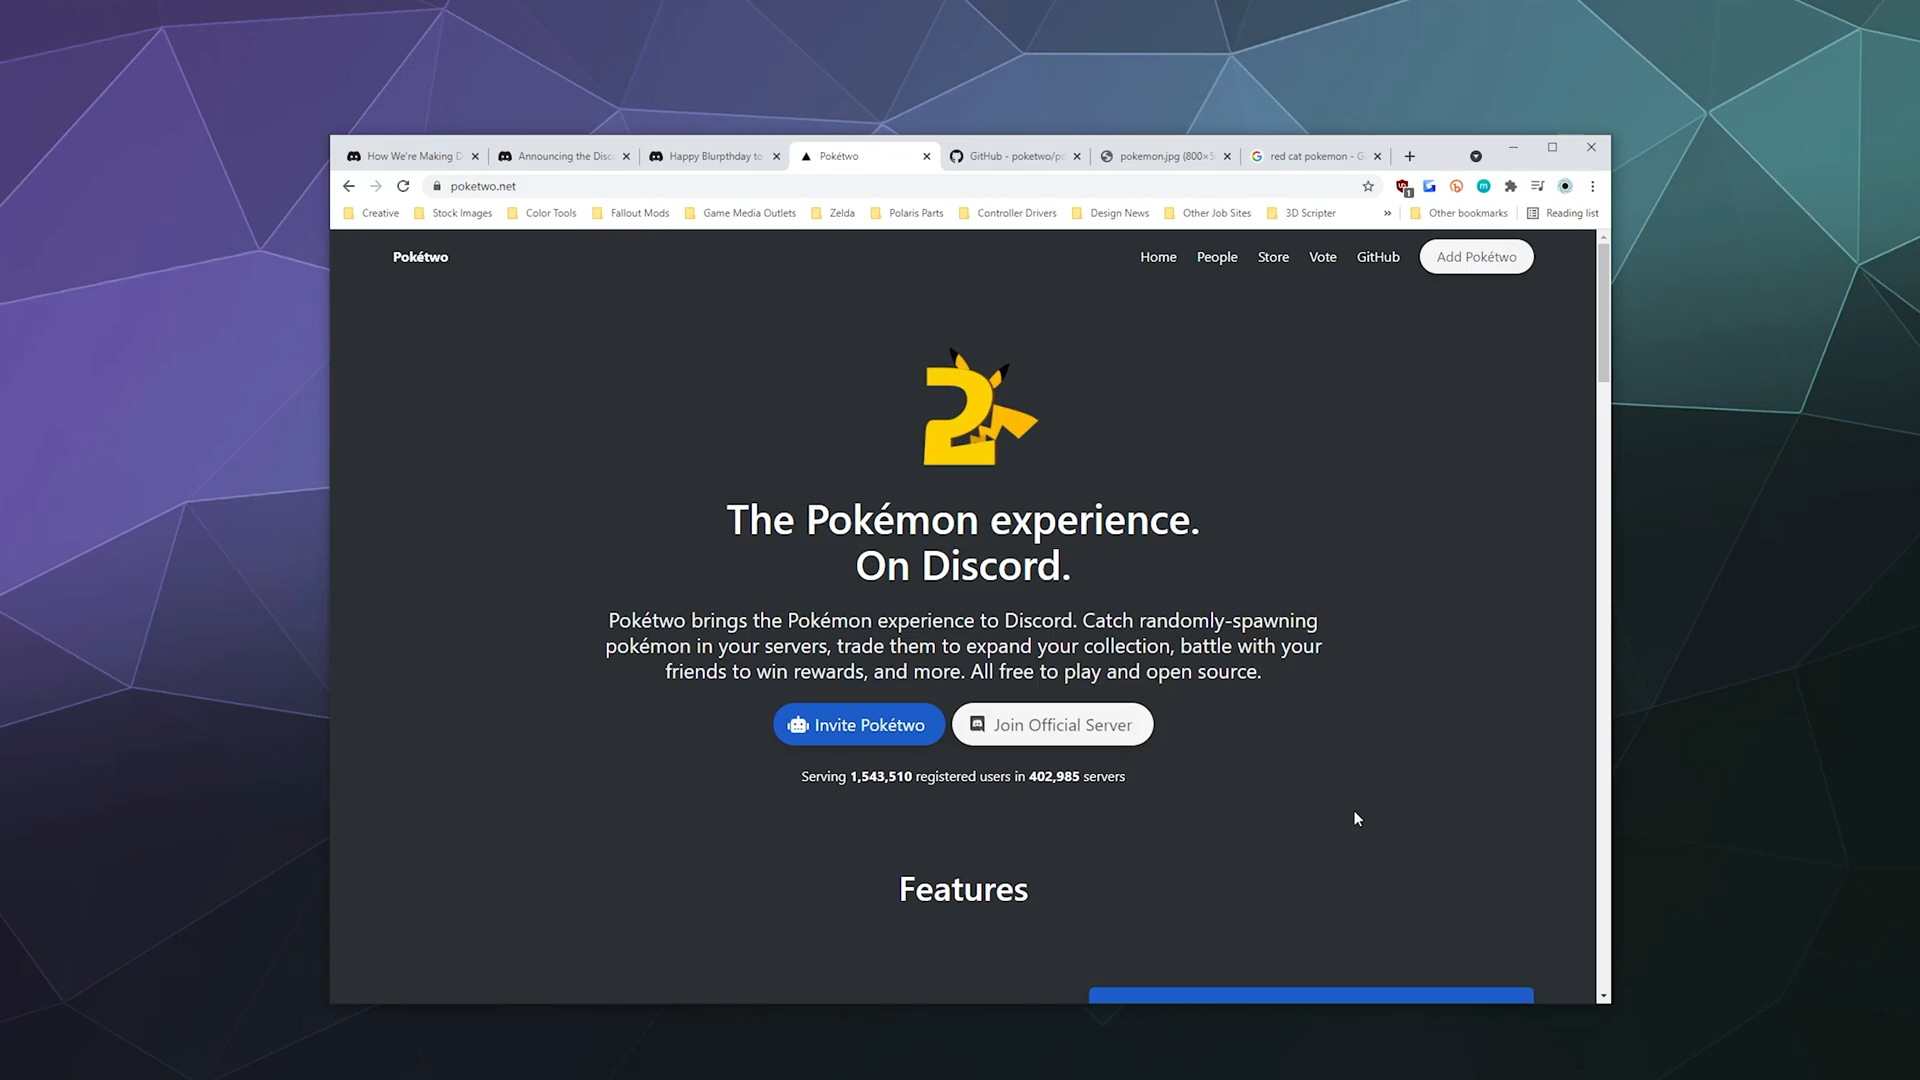 How We're Making D
Announcing the Disc
Happy Blurpthday to
Pokétwo
GitHub - poketwo/po
pokemon.jpg (800×5
red cat pokemon - G
poketwo.net
1
m
Creative
Stock Images
Color Tools
Fallout Mods
Game Media Outlets
Zelda
Polaris Parts
Controller Drivers
Design News
Other Job Sites
3D Scripter
Other bookmarks
Reading list
Pokétwo
Home
People
Store
Vote
GitHub
Add Pokétwo
2
The Pokémon experience.
On Discord.
Pokétwo brings the Pokémon experience to Discord. Catch randomly-spawning
pokémon in your servers, trade them to expand your collection, battle with your
friends to win rewards, and more. All free to play and open source.
Invite Pokétwo
Join Official Server
Serving 1,543,510 registered users in 402,985 servers
Features